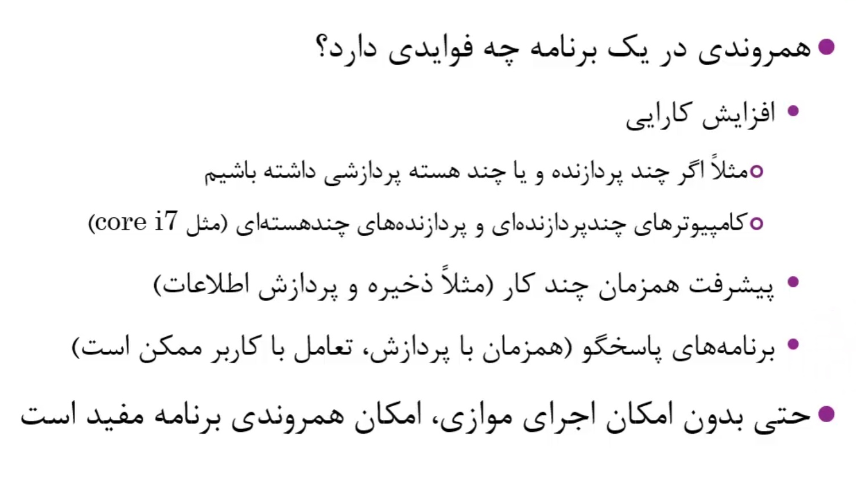 همروندی در یک برنامه چه فوایدی دارد؟
افزایش کارایی
مثلاً اگر چند پردازنده و یا چند هسته پردازشی داشته باشیم
کامپیوترهای چندپردازنده‌ای و پردازنده‌های چندهسته‌ای (مثل core i7)
پیشرفت همزمان چند کار (مثلاً ذخیره و پردازش اطلاعات)
برنامه‌های پاسخگو (همزمان با پردازش، تعامل با کاربر ممکن است)
حتی بدون امکان اجرای موازی، امکان همروندی برنامه مفید است